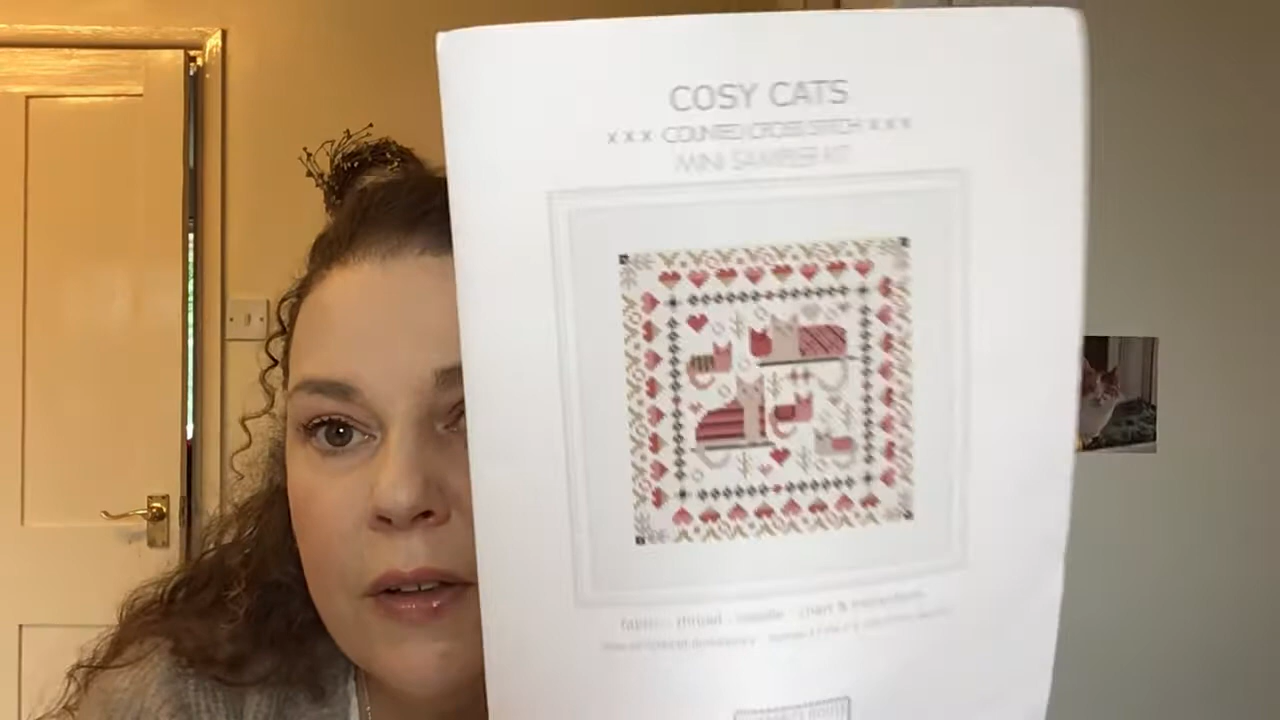 COSY CATS
x x x COUNTED CROSS STITCH x x x
MINI SAMPLER KIT
fabric - thread - needle - chart & instructions